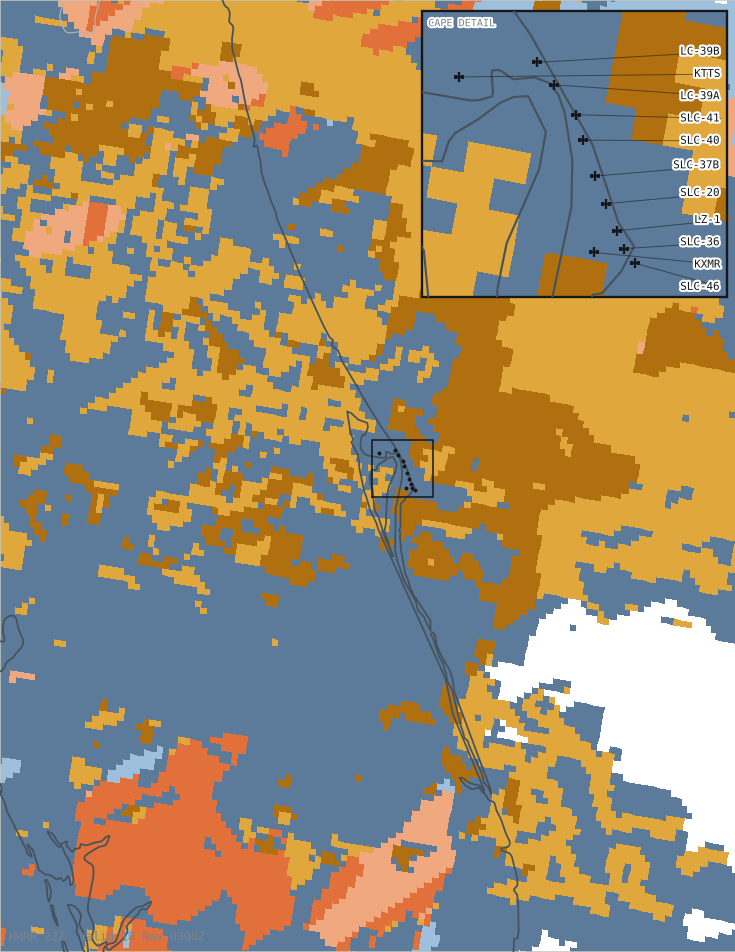 CAPE DETAIL
LC-39B
KTTS
LC-39A
SLC-41
SLC-40
SLC-37B
SLC-20
LZ-1
SLC-36
KXMR
SLC-46